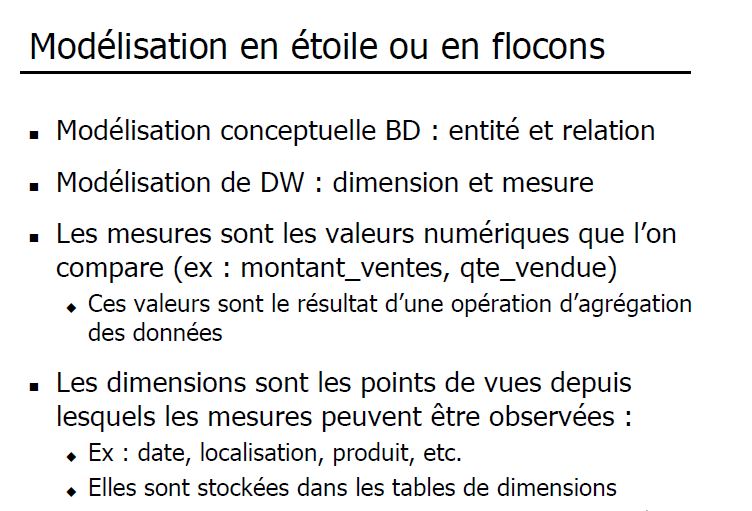 Modélisation en étoile ou en flocons
Modélisation conceptuelle BD : entité et relation
Modélisation de DW : dimension et mesure
Les mesures sont les valeurs numériques que l’on
compare (ex : montant_ventes, qte_vendue)
Ces valeurs sont le résultat d’une opération d’agrégation
des données
Les dimensions sont les points de vues depuis
lesquels les mesures peuvent être observées :
Ex : date, localisation, produit, etc.
Elles sont stockées dans les tables de dimensions